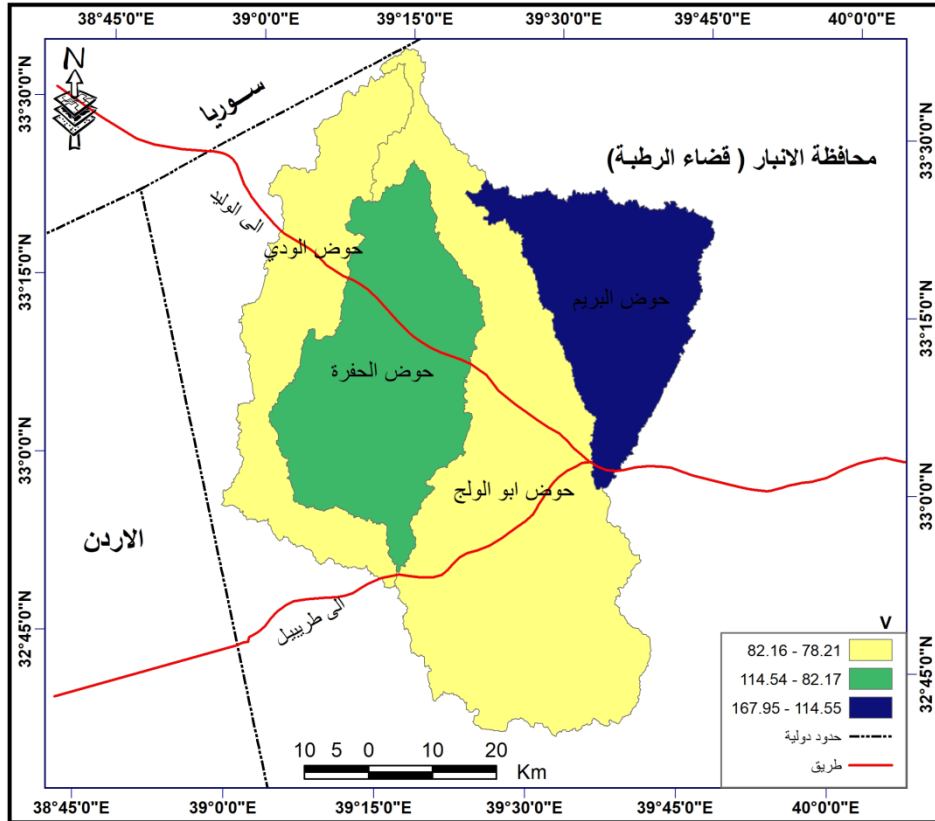 38°45'0"E 39°0'0"E 39°15'0"E 39°30'0"E 39°45'0"E 40°0'0"E
N
33°30'0"N
33°15'0"N
33°0'0"N
32°45'0"N
33°30'0"N
33°15'0"N
33°0'0"N
32°45'0"N
سوريا
محافظة الانبار ( قضاء الرطبة)
الى الوليد
حوض الودي
حوض البريم
حوض الحفرة
حوض ابو الولج
الاردن
الى طريبيل
V
82.16 - 78.21
114.54 - 82.17
167.95 - 114.55
حدود دولية
طريق
10 5 0 10 20
Km
38°45'0"E 39°0'0"E 39°15'0"E 39°30'0"E 39°45'0"E 40°0'0"E